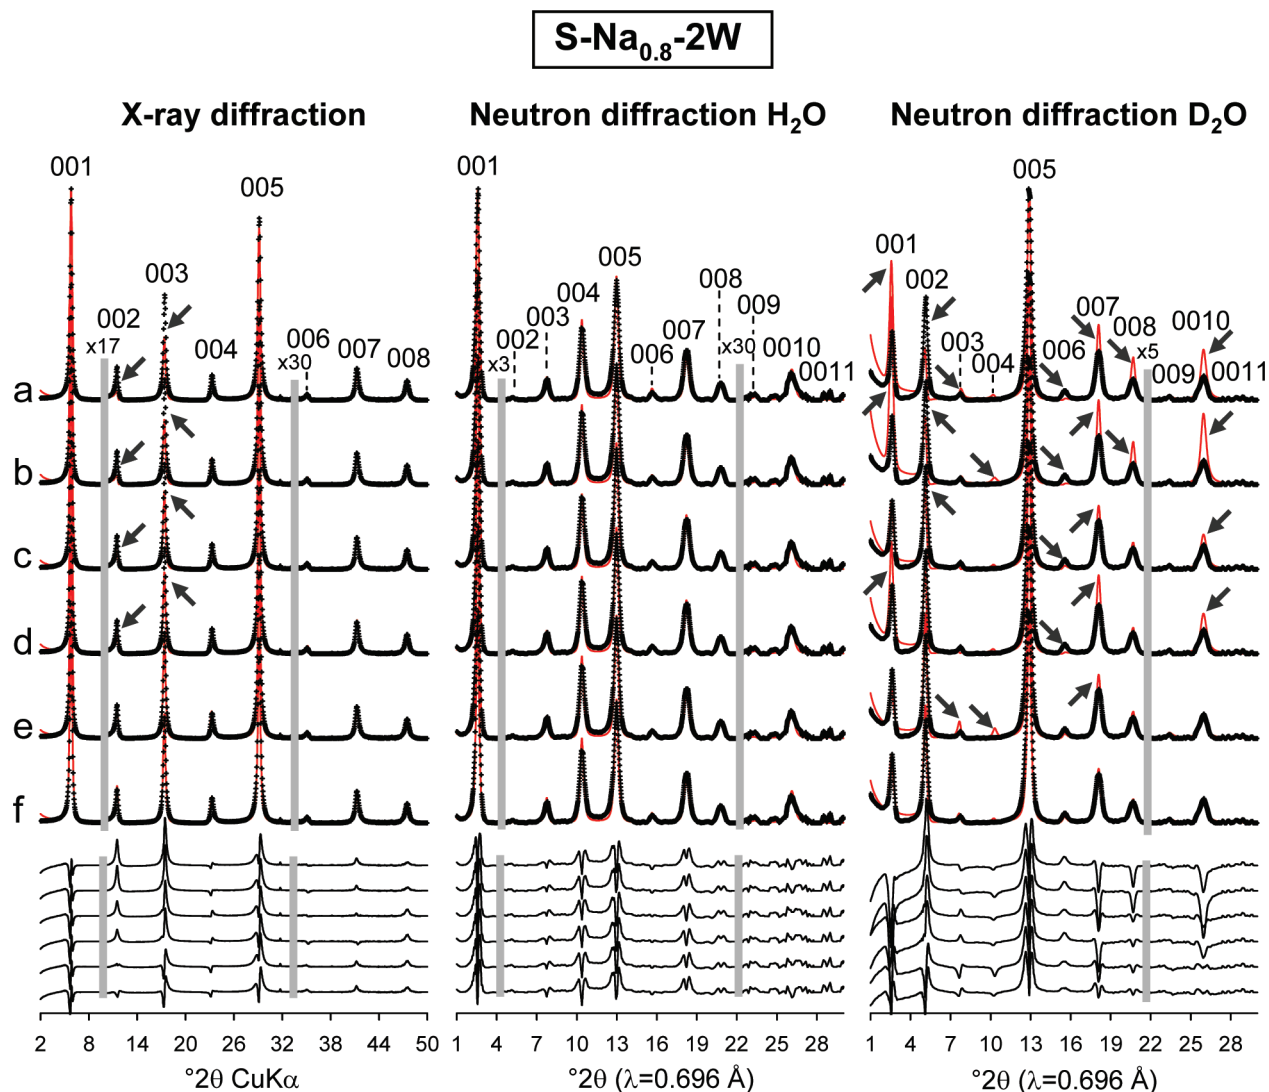 S-Na0.8-2W
X-ray diffraction
Neutron diffraction H2O
Neutron diffraction D2O
001
002
x17
003
004
005
006
x30
007
008
001
x3
002
003
004
005
006
007
008
x30
009
0010
0011
001
002
003
004
005
006
007
008
x5
009
0010
0011
a
b
c
d
e
f
2 8 14 20 26 32 38 44 50
°2θ CuKα
1 4 7 10 13 16 19 22 25 28
°2θ (λ=0.696 Å)
1 4 7 10 13 16 19 22 25 28
°2θ (λ=0.696 Å)